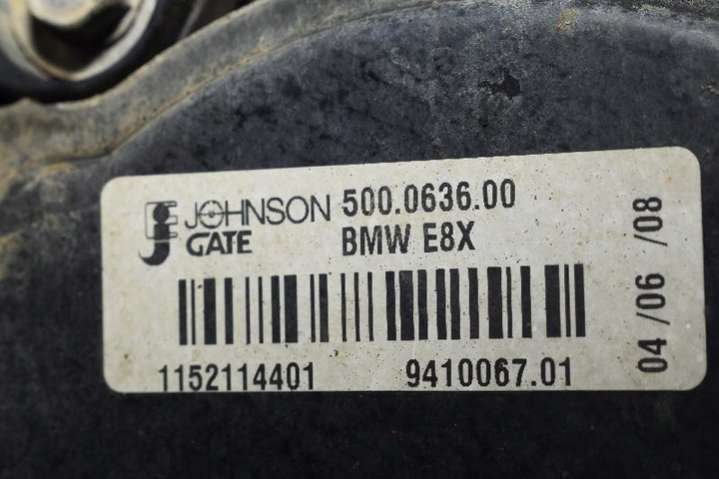 JOHNSON 500.0636.00
GATE BMW E8X
1152114401 9410067.01
04 /06 /08